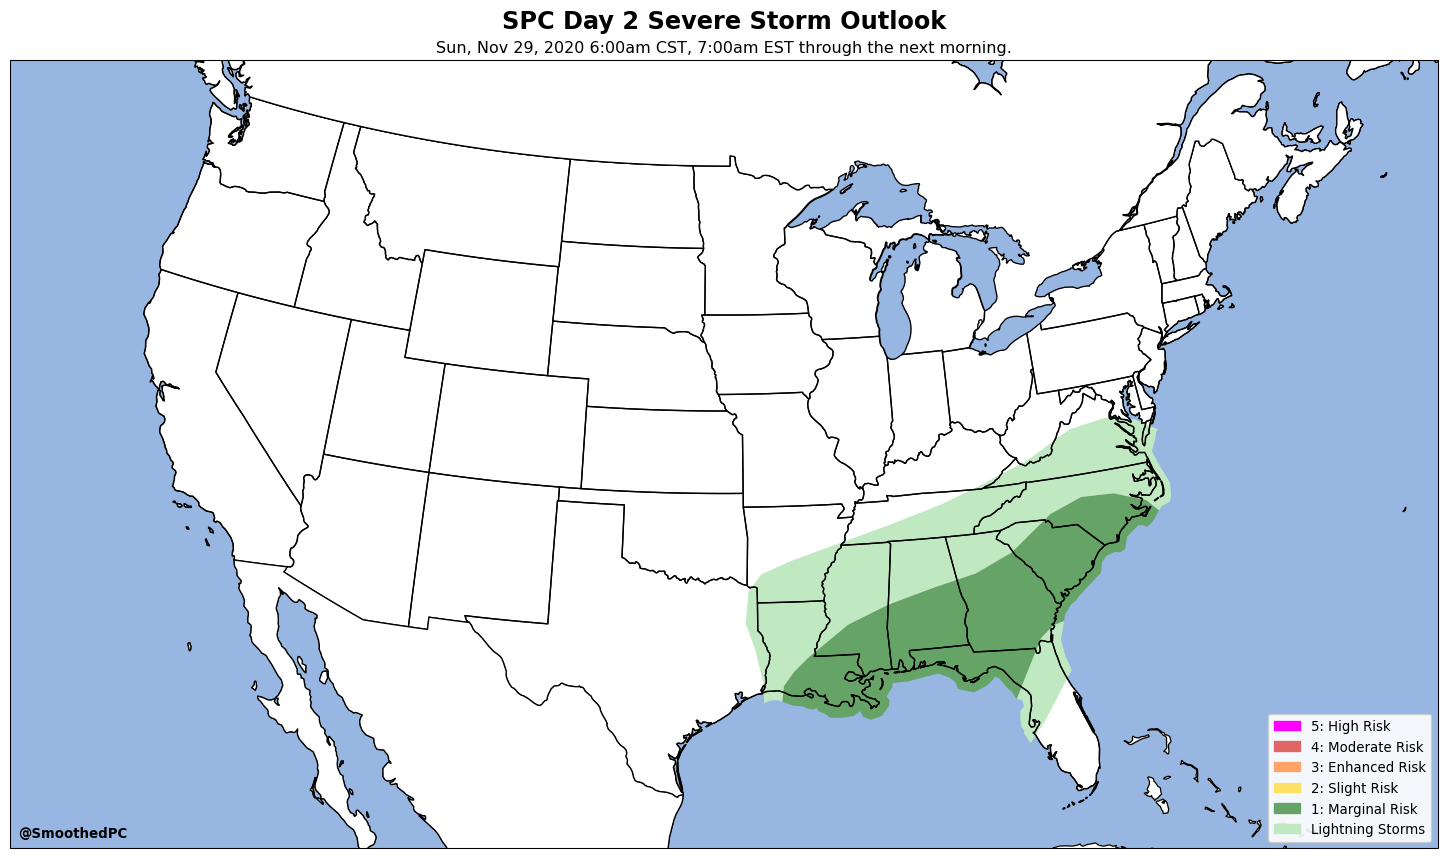 SPC Day 2 Severe Storm Outlook
Sun, Nov 29, 2020 6:00am CST, 7:00am EST through the next morning.
5: High Risk
4: Moderate Risk
3: Enhanced Risk
2: Slight Risk
1: Marginal Risk
Lightning Storms
@SmoothedPC